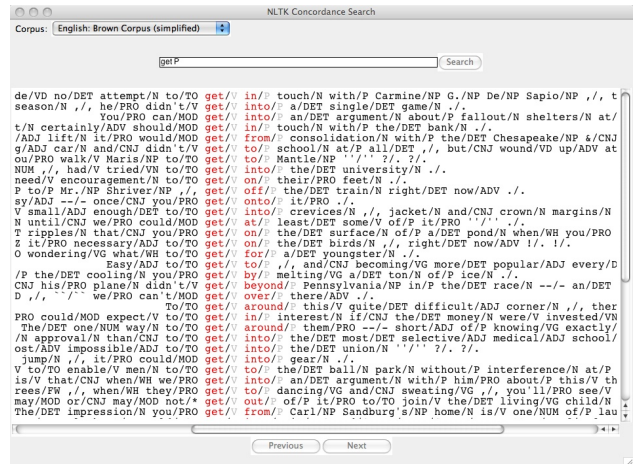 NLTK Concordance Search
Corpus: English: Brown Corpus (simplified)
get P
Search
de/VD no/DET attempt/N to/TO get/V in/P touch/N with/P Carmine/NP G./NP De/NP Sapio/NP ,/, t
season/N ,/, he/PRO didn't/V get/V into/P a/DET single/DET game/N ./.
You/PRO can/MOD get/V into/P an/DET argument/N about/P fallout/N shelters/N at/
t/N certainly/ADV should/MOD get/V in/P touch/N with/P the/DET bank/N ./.
/ADJ lift/N it/PRO would/MOD get/V from/P consolidation/N with/P the/DET Chesapeake/NP &/CNJ
g/ADJ car/N and/CNJ didn't/V get/V to/P school/N at/P all/DET ,/, but/CNJ wound/VD up/ADV at
ou/PRO walk/V Maris/NP to/TO get/V to/P Mantle/NP ''/'' ?/. ?/.
NUM ,/, had/V tried/VN to/TO get/V into/P the/DET university/N ./.
need/V encouragement/N to/TO get/V on/P their/PRO feet/N ./.
P to/P Mr./NP Shriver/NP ,/, get/V off/P the/DET train/N right/DET now/ADV ./.
sy/ADJ --/- once/CNJ you/PRO get/V onto/P it/PRO ./.
V small/ADJ enough/DET to/TO get/V into/P crevices/N ,/, jacket/N and/CNJ crown/N margins/N
N until/CNJ we/PRO could/MOD get/V at/P least/DET some/V of/P it/PRO ''/'' ./.
T ripples/N that/CNJ you/PRO get/V on/P the/DET surface/N of/P a/DET pond/N when/WH you/PRO
Z it/PRO necessary/ADJ to/TO get/V on/P the/DET birds/N ,/, right/DET now/ADV !/. !/.
O wondering/VG what/WH to/TO get/V for/P a/DET youngster/N ./.
Easy/ADJ to/TO get/V to/P ,/, and/CNJ becoming/VG more/DET popular/ADJ every/D
/P the/DET cooling/N you/PRO get/V by/P melting/VG a/DET ton/N of/P ice/N ./.
CNJ his/PRO plane/N didn't/V get/V beyond/P Pennsylvania/NP in/P the/DET race/N --/- an/DET
D ,/, ``/`` we/PRO can't/MOD get/V over/P there/ADV ./.
To/TO get/V around/P this/V quite/DET difficult/ADJ corner/N ,/, ther
PRO could/MOD expect/V to/TO get/V in/P interest/N if/CNJ the/DET money/N were/V invested/VN
The/DET one/NUM way/N to/TO get/V around/P them/PRO --/- short/ADJ of/P knowing/VG exactly/
/N approval/N than/CNJ to/TO get/V into/P the/DET most/DET selective/ADJ medical/ADJ school/
ost/ADV impossible/ADJ to/TO get/V into/P the/DET union/N ''/'' ?/. ?/.
jump/N ,/, it/PRO could/MOD get/V into/P gear/N ./.
V to/TO enable/V men/N to/TO get/V to/P the/DET ball/N park/N without/P interference/N at/P
is/V that/CNJ when/WH we/PRO get/V into/P an/DET argument/N with/P him/PRO about/P this/V th
rees/FW ,/, when/WH they/PRO get/V to/P dancing/VG and/CNJ sweating/VG ,/, you'll/PRO see/V
may/MOD or/CNJ may/MOD not/* get/V out/P of/P it/PRO to/TO join/V the/DET living/VG child/N
The/DET impression/N you/PRO get/V from/P Carl/NP Sandburg's/NP home/N is/V one/NUM of/P lau
Previous Next